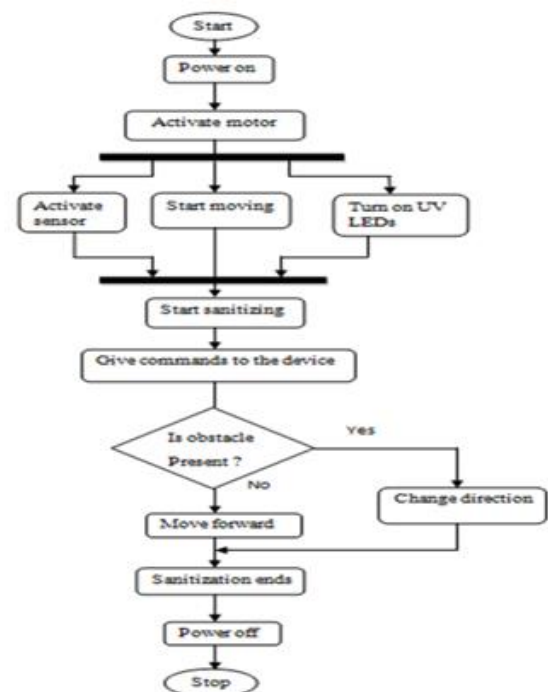 Start
Power on
Activate motor
Activate
sensor
Start moving
Turn on UV
LEDs
Start sanitizing
Give commands to the device
Is obstacle
Present ?
Yes
No
Change direction
Move forward
Sanitization ends
Power off
Stop